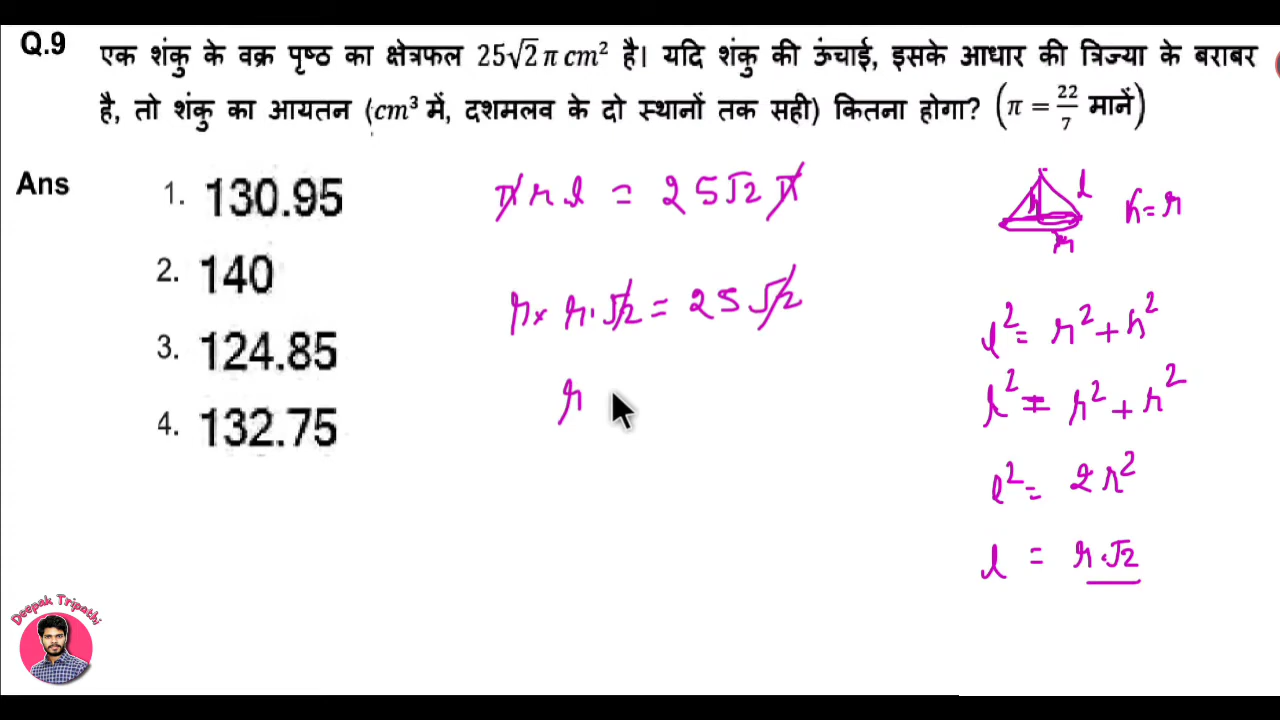 Q.9 एक शंकु के वक्र पृष्ठ का क्षेत्रफल 25√2 π cm² है। यदि शंकु की ऊंचाई, इसके आधार की त्रिज्या के बराबर
है, तो शंकु का आयतन (cm³ में, दशमलव के दो स्थानों तक सही) कितना होगा? (π = 22/7 मानें)
Ans
1. 130.95
2. 140
3. 124.85
4. 132.75
π r l = 25√2 π
r × r·√2 = 25√2
r
l
h
r
h = r
l² = r² + h²
l² = r² + r²
l² = 2r²
l = r·√2
Deepak Tripathi